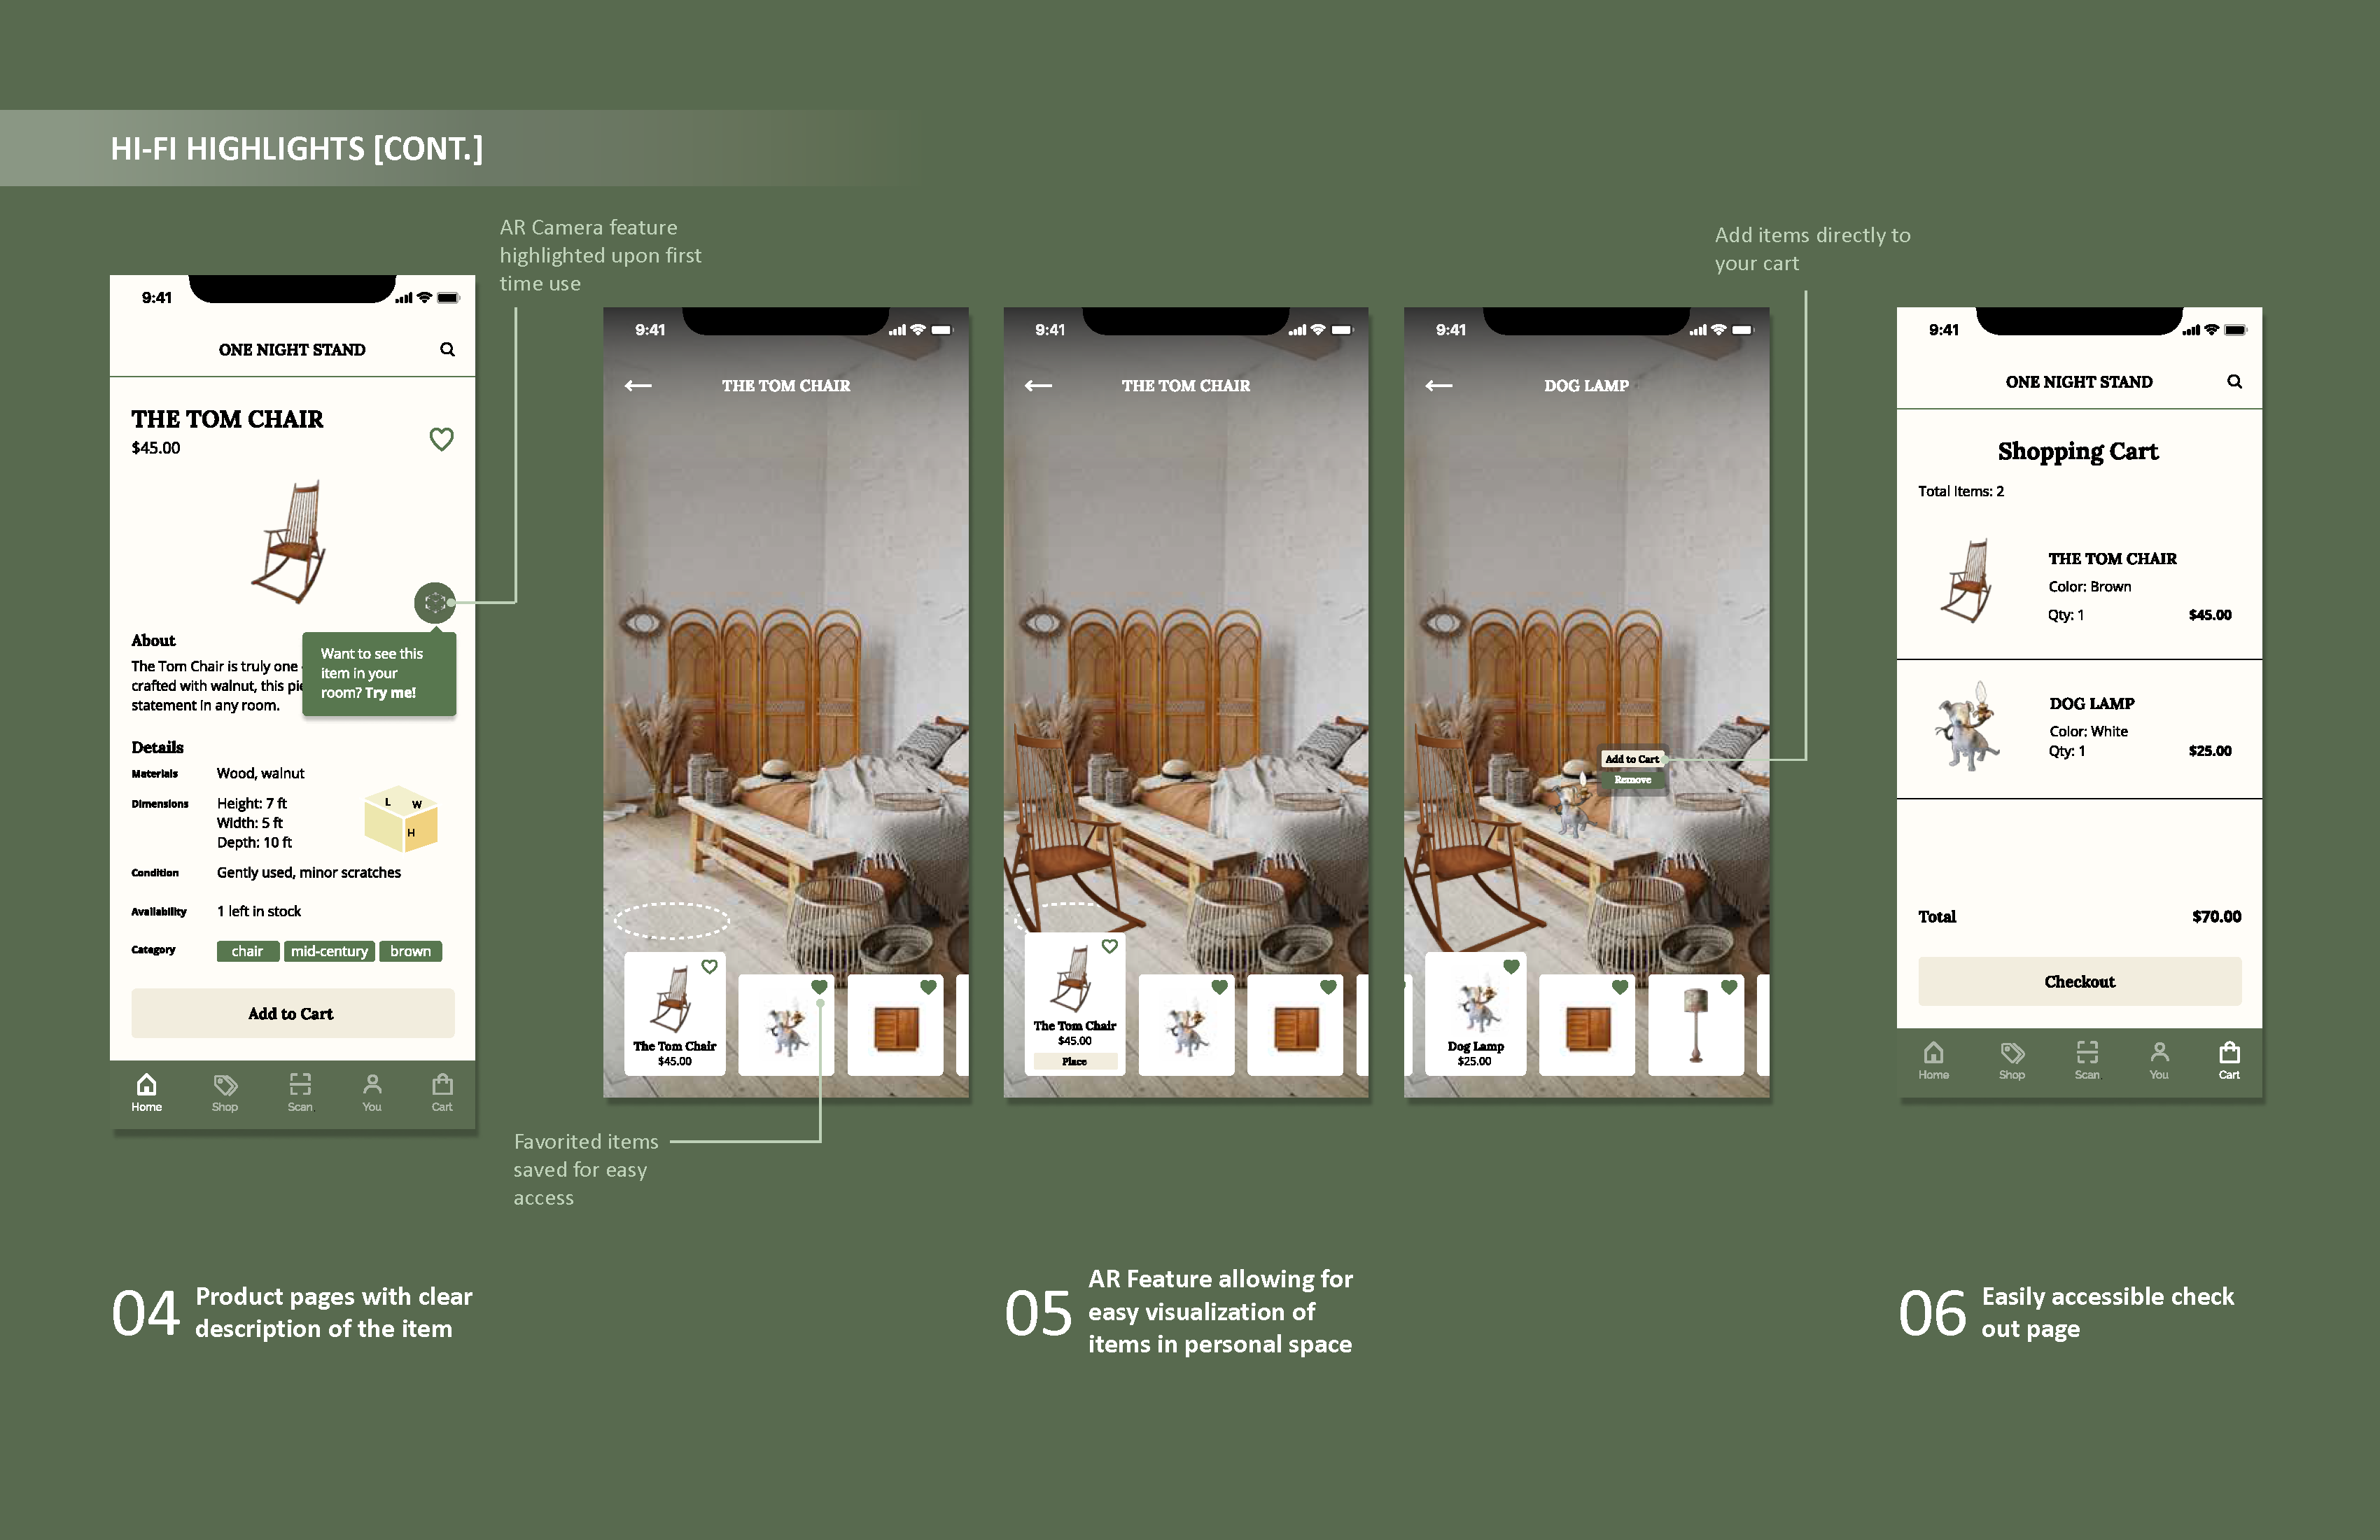 HI-FI HIGHLIGHTS [CONT.]
AR Camera feature
highlighted upon first
time use
9:41
ONE NIGHT STAND
THE TOM CHAIR
$45.00
About
The Tom Chair is truly one
crafted with walnut, this
statement in any room.
Want to see this
item in your
room? Try me!
Details
Materials Wood, walnut
Dimensions Height: 7 ft
Width: 5 ft
Depth: 10 ft
L W
H
Condition Gently used, minor scratches
Availability 1 left in stock
Category chair mid-century brown
Add to Cart
Home Shop Scan You Cart
9:41
THE TOM CHAIR
The Tom Chair
$45.00
Favorited items
saved for easy
access
9:41
THE TOM CHAIR
The Tom Chair
$45.00
Place
Add items directly to
your cart
9:41
DOG LAMP
Add to Cart
Remove
Dog Lamp
$25.00
9:41
ONE NIGHT STAND
Shopping Cart
Total Items: 2
THE TOM CHAIR
Color: Brown
Qty: 1 $45.00
DOG LAMP
Color: White
Qty: 1 $25.00
Total $70.00
Checkout
Home Shop Scan You Cart
04 Product pages with clear
description of the item
05 AR Feature allowing for
easy visualization of
items in personal space
06 Easily accessible check
out page